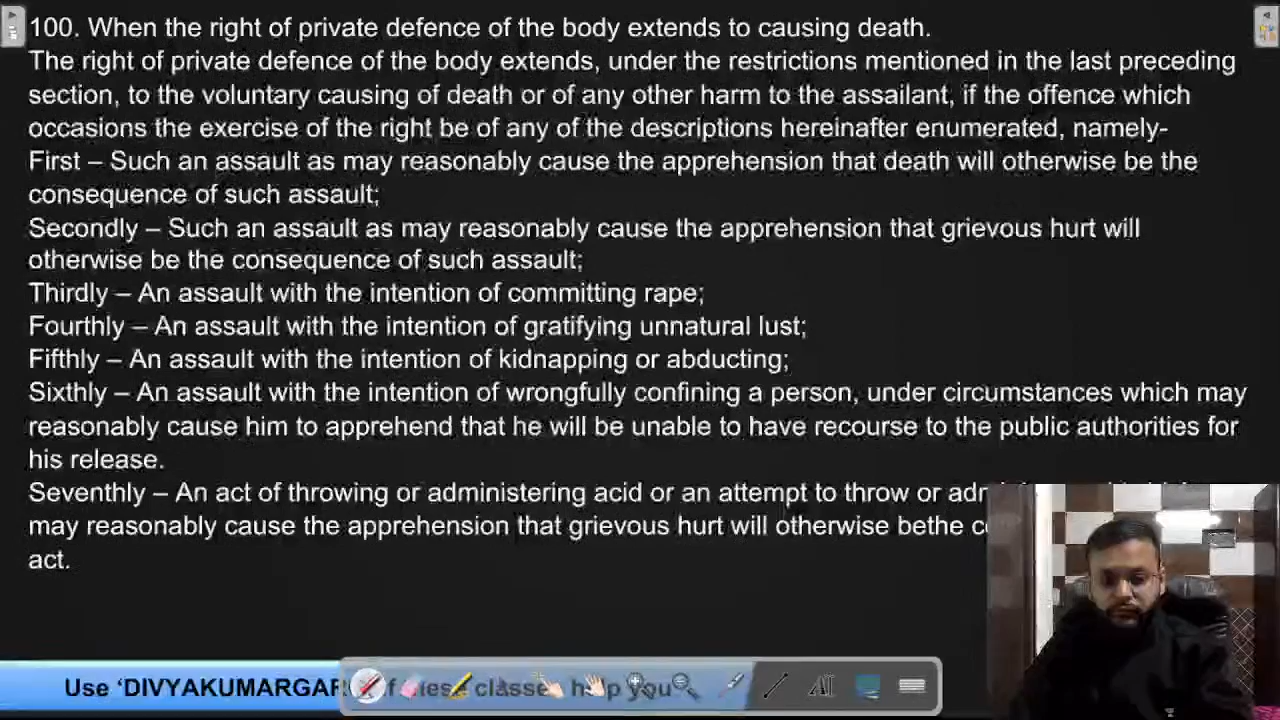 100. When the right of private defence of the body extends to causing death.
The right of private defence of the body extends, under the restrictions mentioned in the last preceding
section, to the voluntary causing of death or of any other harm to the assailant, if the offence which
occasions the exercise of the right be of any of the descriptions hereinafter enumerated, namely-
First – Such an assault as may reasonably cause the apprehension that death will otherwise be the
consequence of such assault;
Secondly – Such an assault as may reasonably cause the apprehension that grievous hurt will
otherwise be the consequence of such assault;
Thirdly – An assault with the intention of committing rape;
Fourthly – An assault with the intention of gratifying unnatural lust;
Fifthly – An assault with the intention of kidnapping or abducting;
Sixthly – An assault with the intention of wrongfully confining a person, under circumstances which may
reasonably cause him to apprehend that he will be unable to have recourse to the public authorities for
his release.
Seventhly – An act of throwing or administering acid or an attempt to throw or
may reasonably cause the apprehension that grievous hurt will otherwise bethe
act.
Use ‘DIVYAKUMARGAR if these classes help you
AI